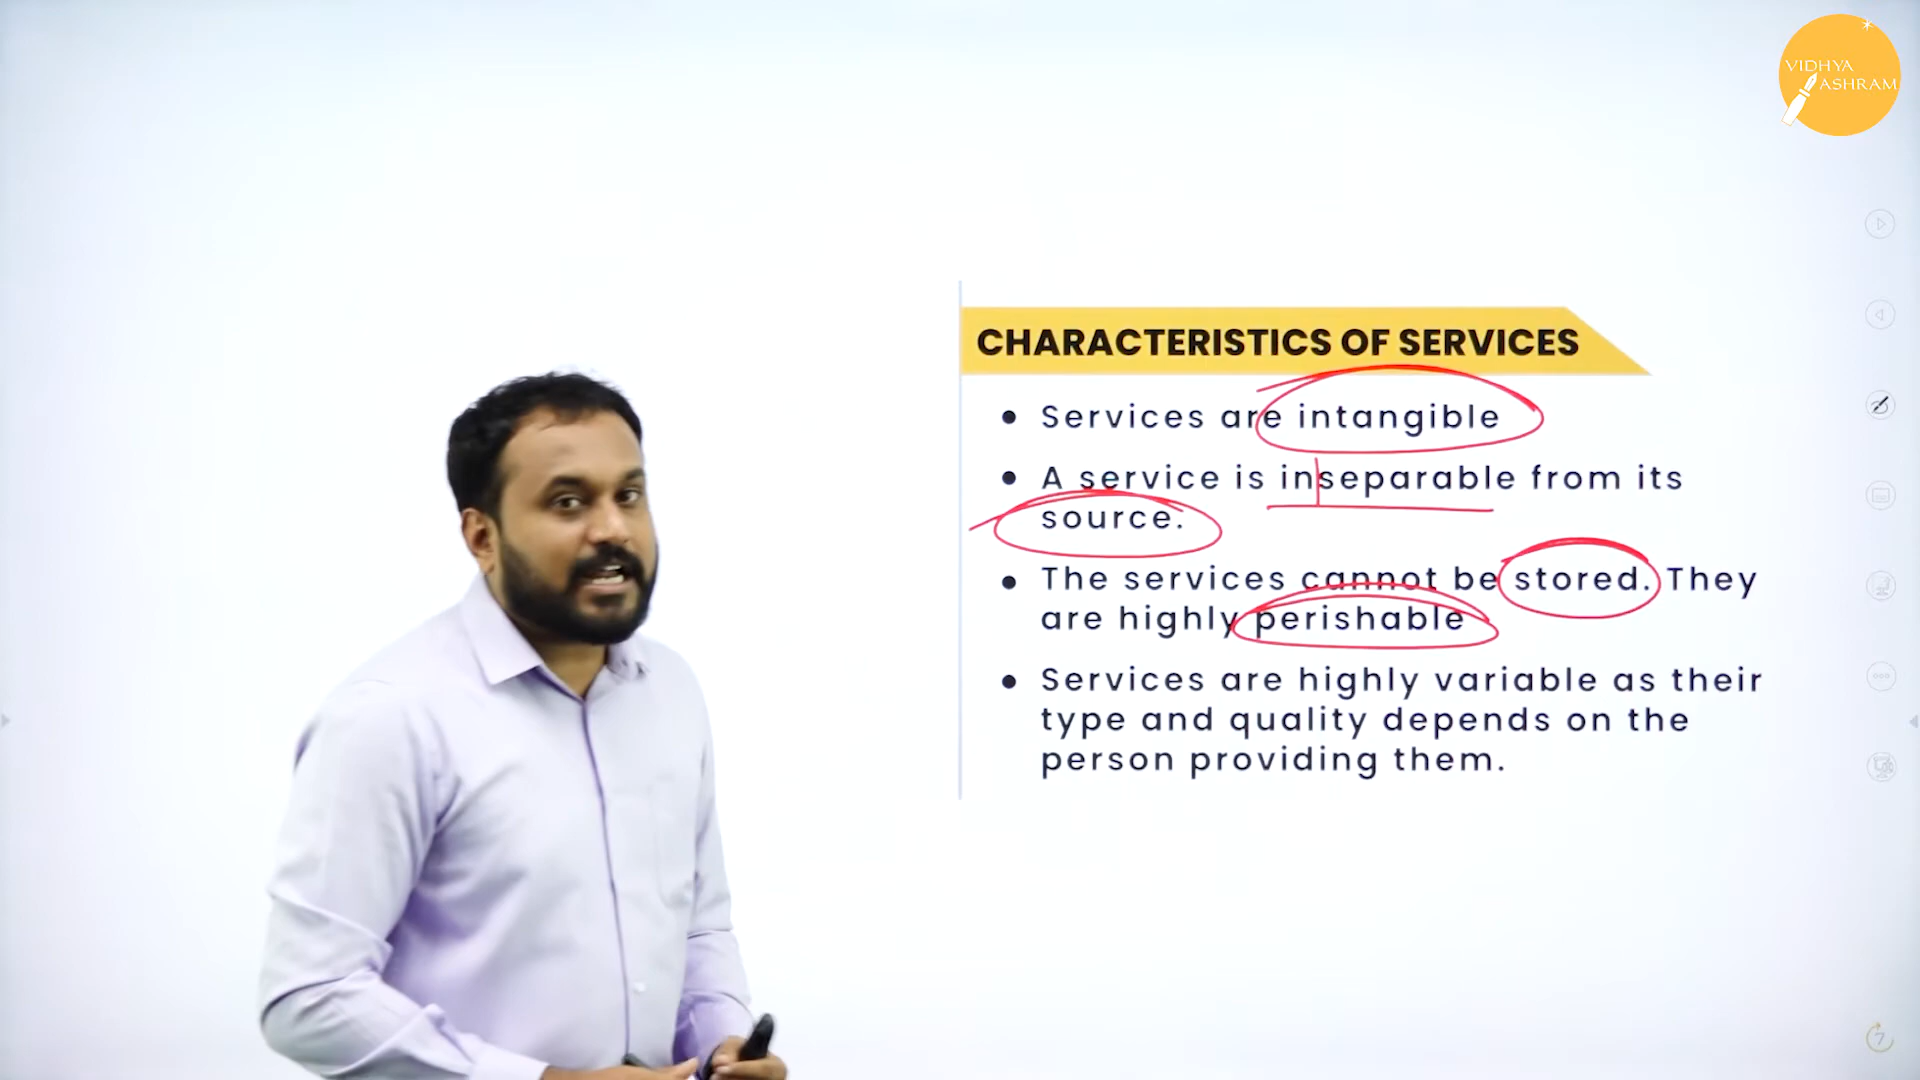 VIDHYA
ASHRAM
CHARACTERISTICS OF SERVICES
• Services are intangible
• A service is inseparable from its
source.
• The services cannot be stored. They
are highly perishable
• Services are highly variable as their
type and quality depends on the
person providing them.
7